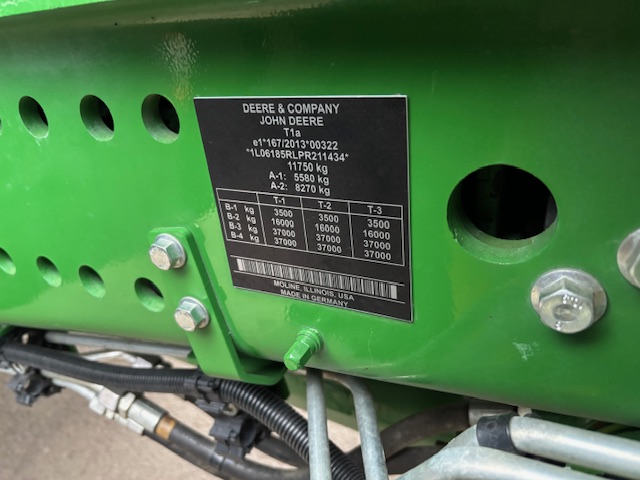 DEERE & COMPANY
JOHN DEERE
T1a
e1*167/2013*00322
*1L06185RLPR211434*
11750 kg
A-1: 5580 kg
A-2: 8270 kg
T-1 T-2 T-3
B-1 kg 3500 3500 3500
B-2 kg 16000 16000 16000
B-3 kg 37000 37000 37000
B-4 kg 37000 37000 37000
MOLINE, ILLINOIS, USA
MADE IN GERMANY